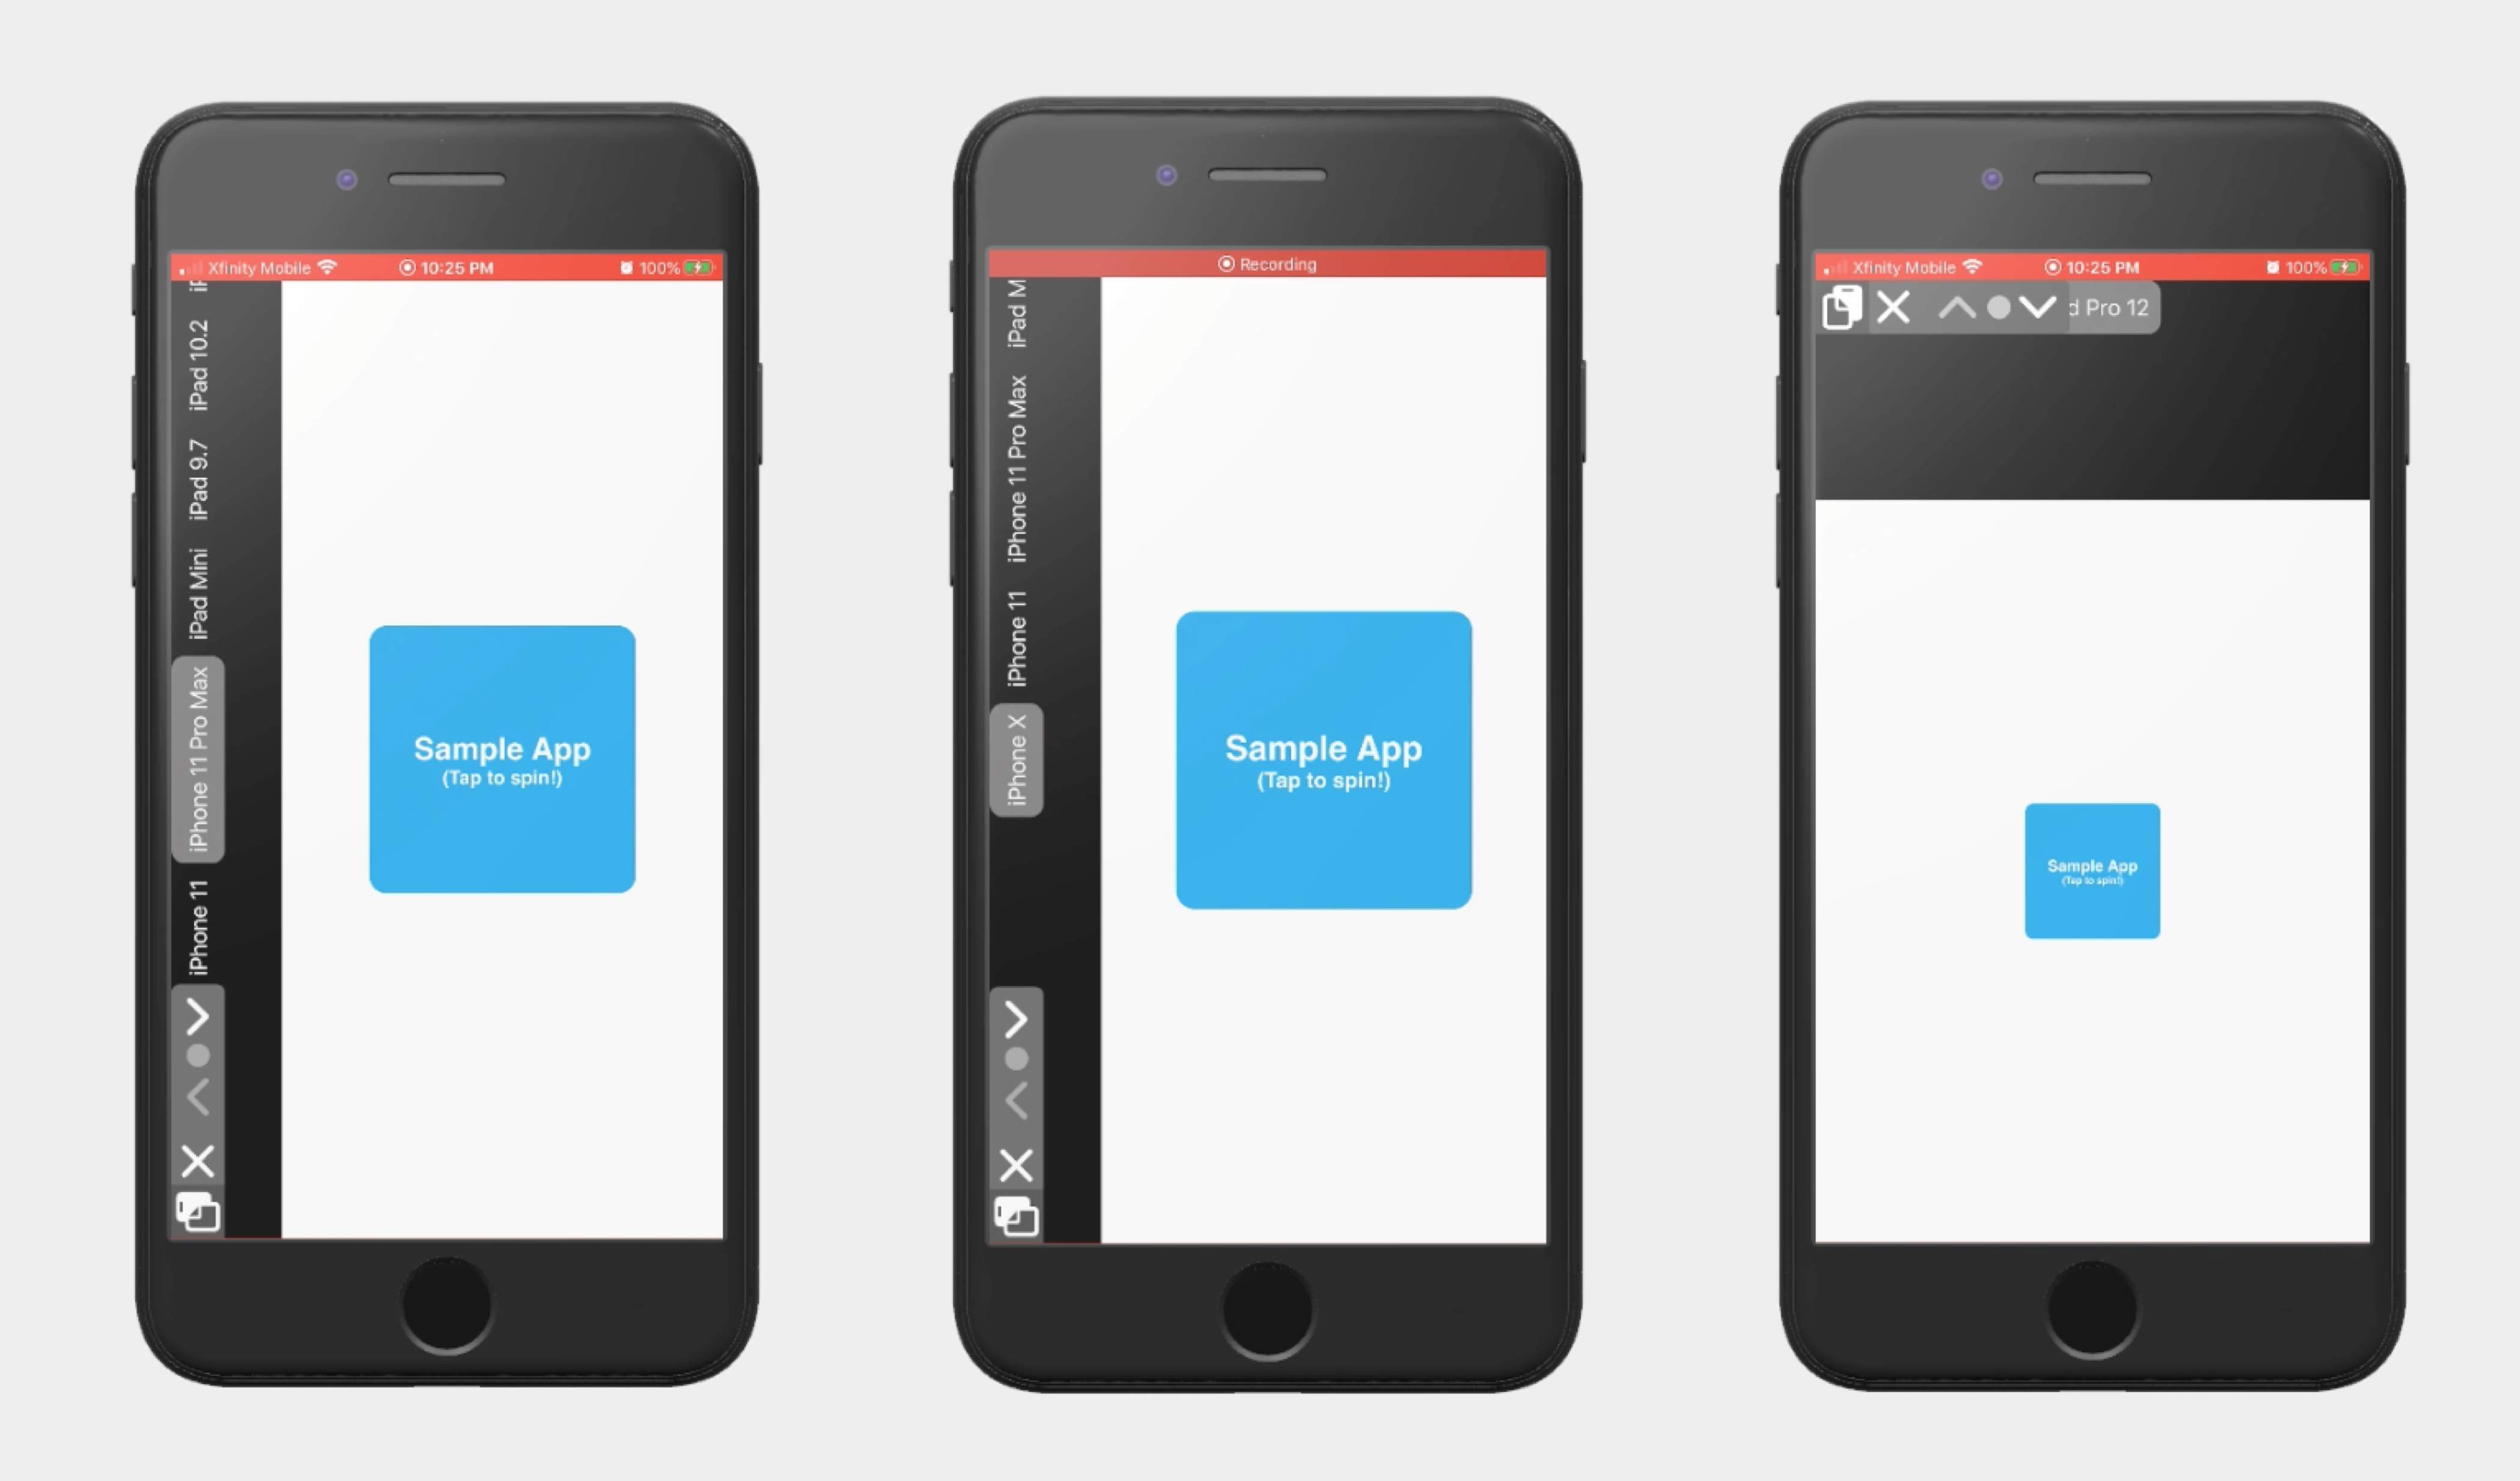 Xfinity Mobile 10:25 PM 100%
iPad 10.2
iPad 9.7
iPad Mini
iPhone 11 Pro Max
iPhone 11
Sample App
(Tap to spin!)
Recording
iPad M
iPhone 11 Pro Max
iPhone 11
iPhone X
Sample App
(Tap to spin!)
Xfinity Mobile 10:25 PM 100%
d Pro 12
Sample App
(Tap to spin!)